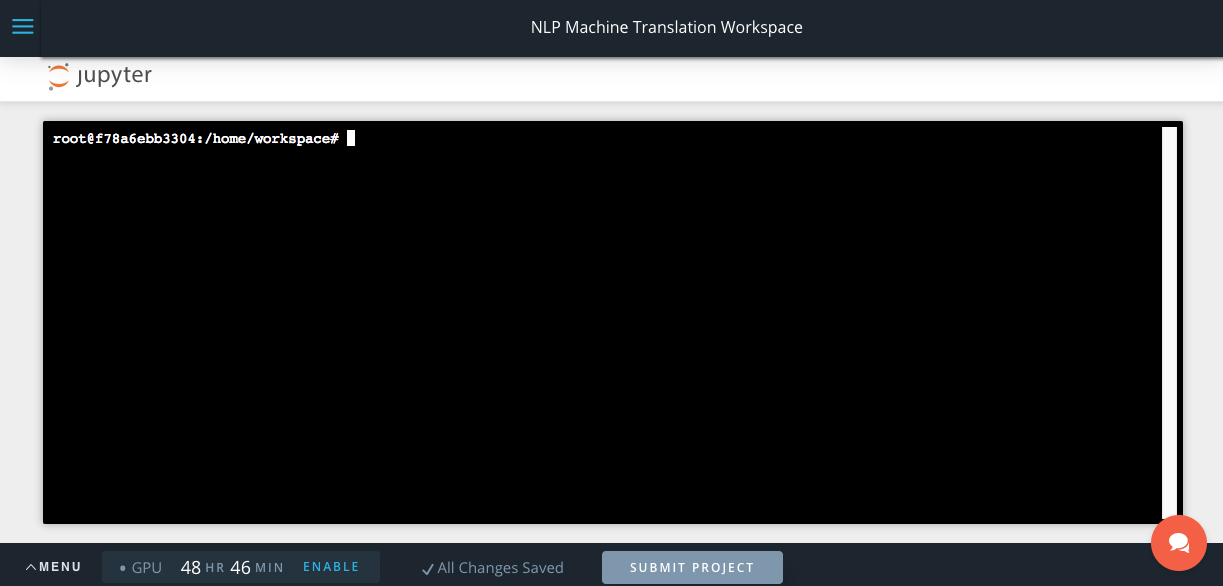 NLP Machine Translation Workspace
jupyter
root@f78a6ebb3304:/home/workspace#
MENU
GPU 48 HR 46 MIN ENABLE
All Changes Saved
SUBMIT PROJECT